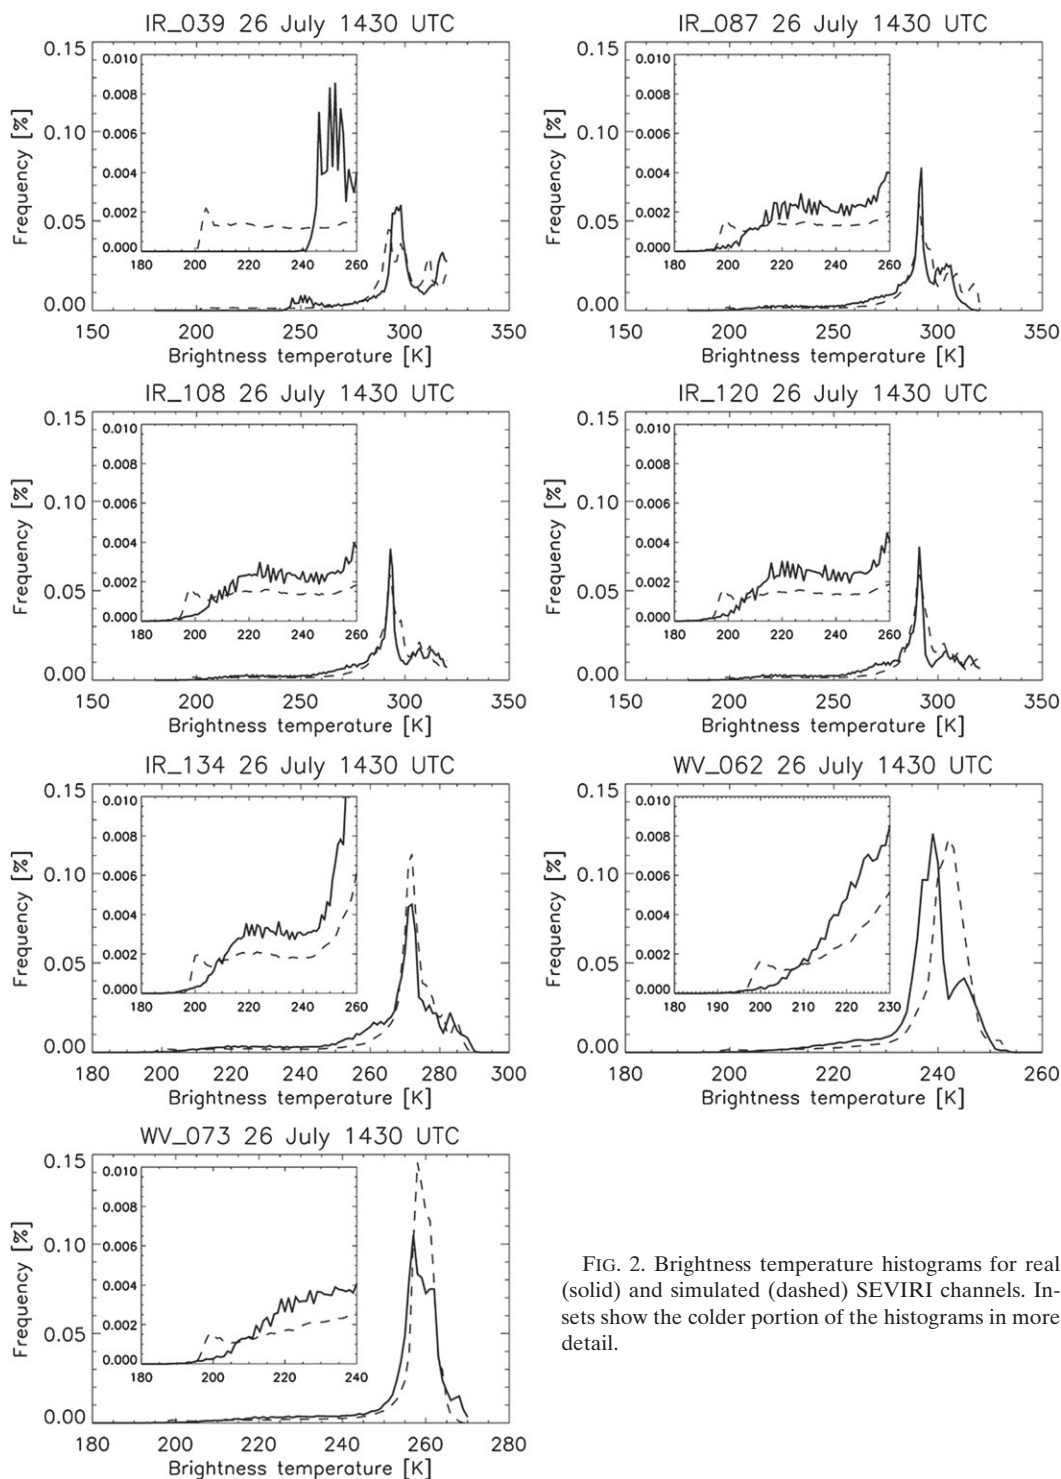 IR_039 26 July 1430 UTC
Frequency [%]
0.15
0.10
0.05
0.00
0.010
0.008
0.006
0.004
0.002
0.000
180 200 220 240 260
150 200 250 300 350
Brightness temperature [K]
IR_087 26 July 1430 UTC
Frequency [%]
0.15
0.10
0.05
0.00
0.010
0.008
0.006
0.004
0.002
0.000
180 200 220 240 260
150 200 250 300 350
Brightness temperature [K]
IR_108 26 July 1430 UTC
Frequency [%]
0.15
0.10
0.05
0.00
0.010
0.008
0.006
0.004
0.002
0.000
180 200 220 240 260
150 200 250 300 350
Brightness temperature [K]
IR_120 26 July 1430 UTC
Frequency [%]
0.15
0.10
0.05
0.00
0.010
0.008
0.006
0.004
0.002
0.000
180 200 220 240 260
150 200 250 300 350
Brightness temperature [K]
IR_134 26 July 1430 UTC
Frequency [%]
0.15
0.10
0.05
0.00
0.010
0.008
0.006
0.004
0.002
0.000
180 200 220 240 260
180 200 220 240 260 280 300
Brightness temperature [K]
WV_062 26 July 1430 UTC
Frequency [%]
0.15
0.10
0.05
0.00
0.010
0.008
0.006
0.004
0.002
0.000
180 190 200 210 220 230
180 200 220 240 260
Brightness temperature [K]
WV_073 26 July 1430 UTC
Frequency [%]
0.15
0.10
0.05
0.00
0.010
0.008
0.006
0.004
0.002
0.000
180 200 220 240
180 200 220 240 260 280
Brightness temperature [K]
FIG. 2. Brightness temperature histograms for real
(solid) and simulated (dashed) SEVIRI channels. In-
sets show the colder portion of the histograms in more
detail.